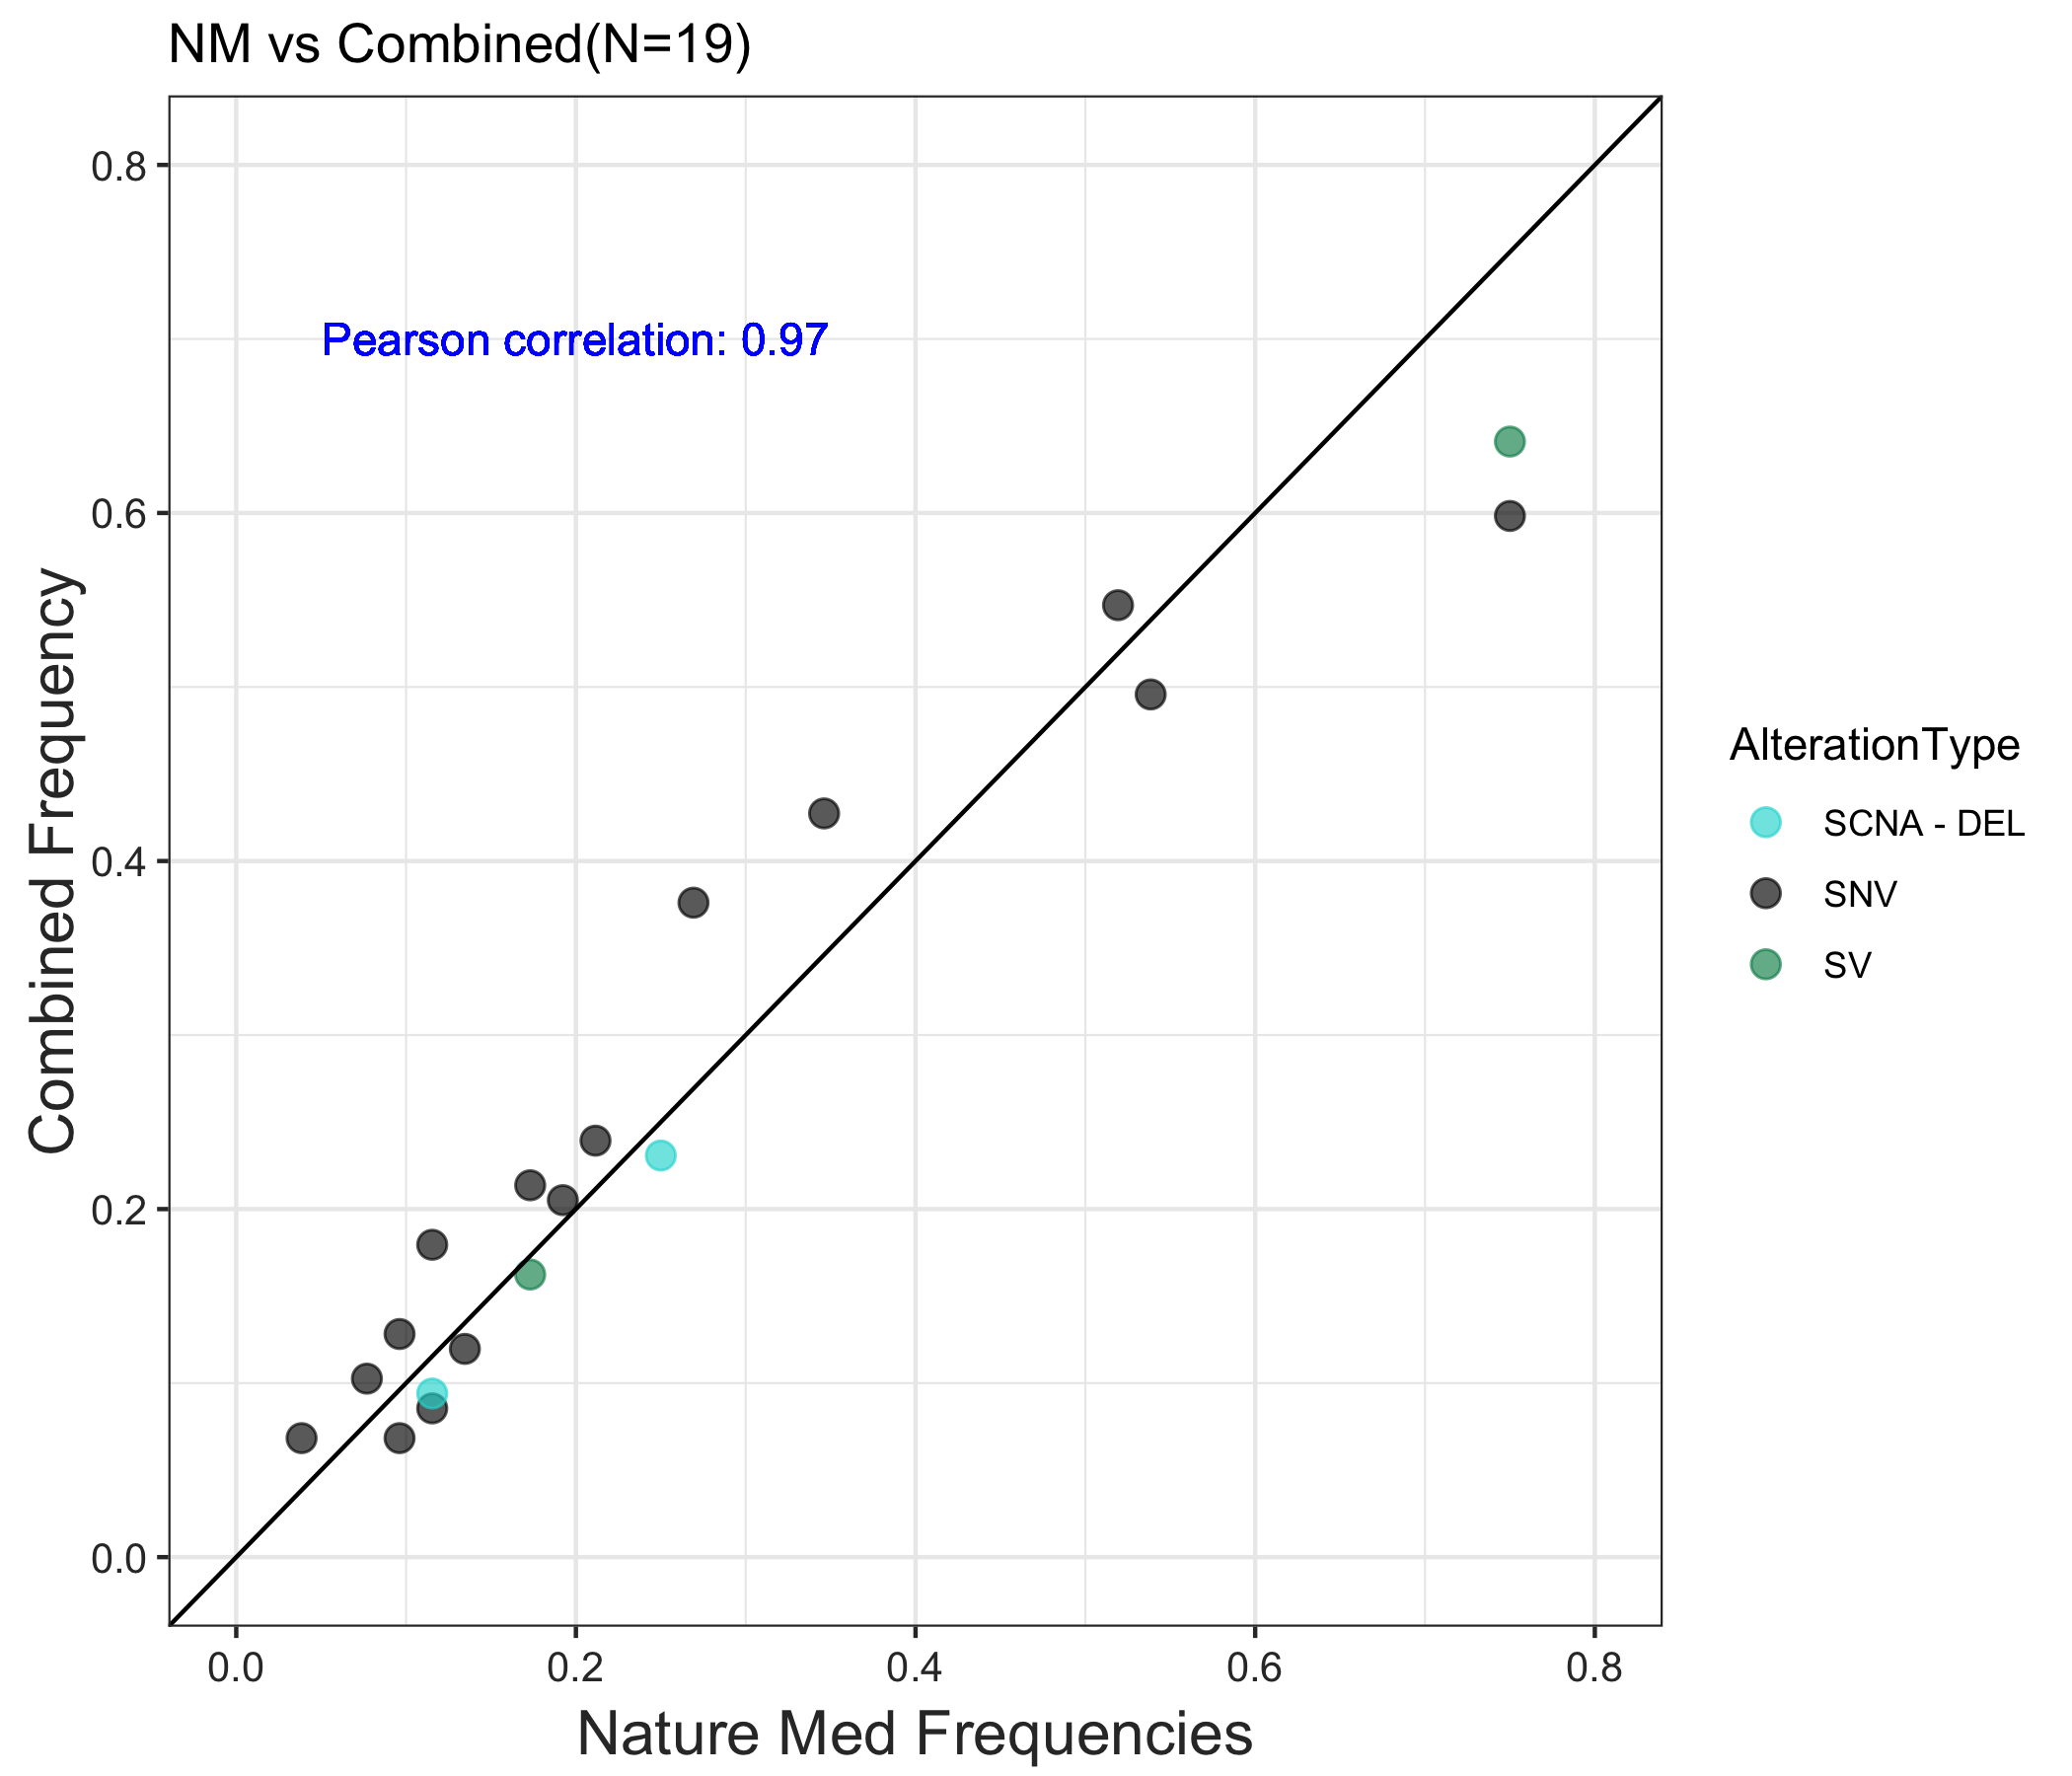 NM vs Combined(N=19)
Pearson correlation: 0.97
0.8
0.6
0.4
0.2
0.0
Combined Frequency
0.0 0.2 0.4 0.6 0.8
Nature Med Frequencies
AlterationType
SCNA - DEL
SNV
SV